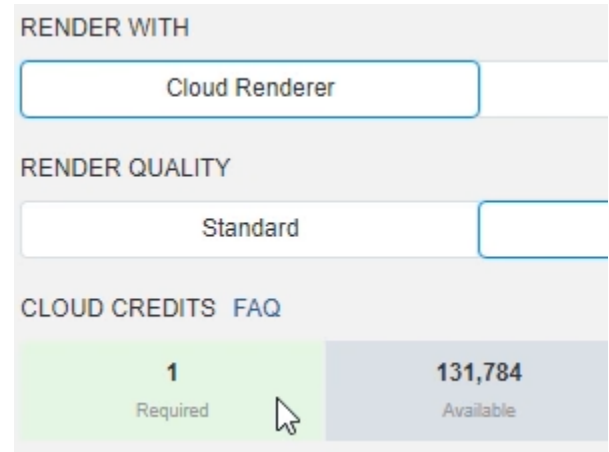 RENDER WITH
Cloud Renderer
RENDER QUALITY
Standard
CLOUD CREDITS FAQ
1 131,784
Required Available